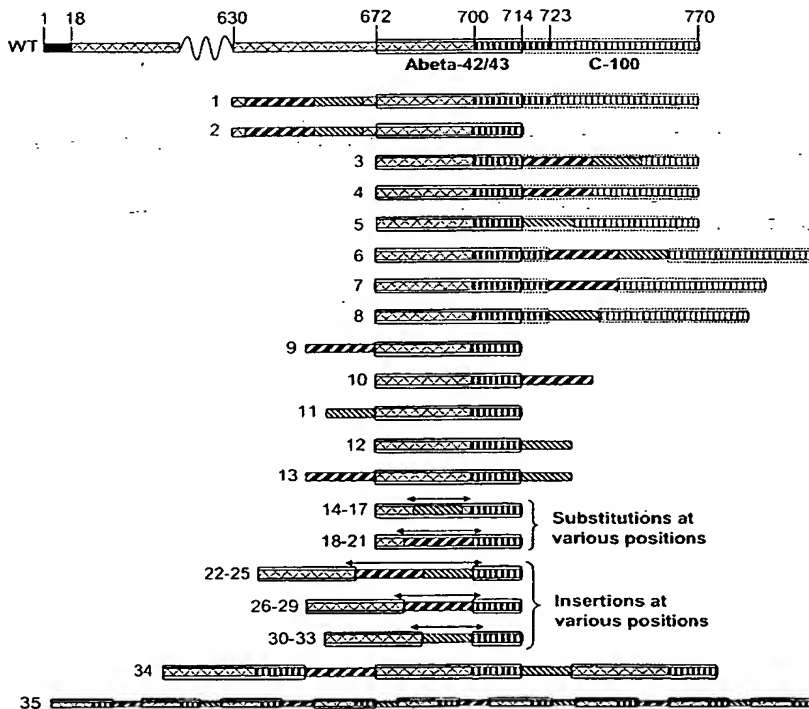 1 18 630 672 700 714 723 770
WT
Abeta-42/43 C-100
1
2
3
4
5
6
7
8
9
10
11
12
13
14-17
18-21
Substitutions at
various positions
22-25
26-29
30-33
Insertions at
various positions
34
35